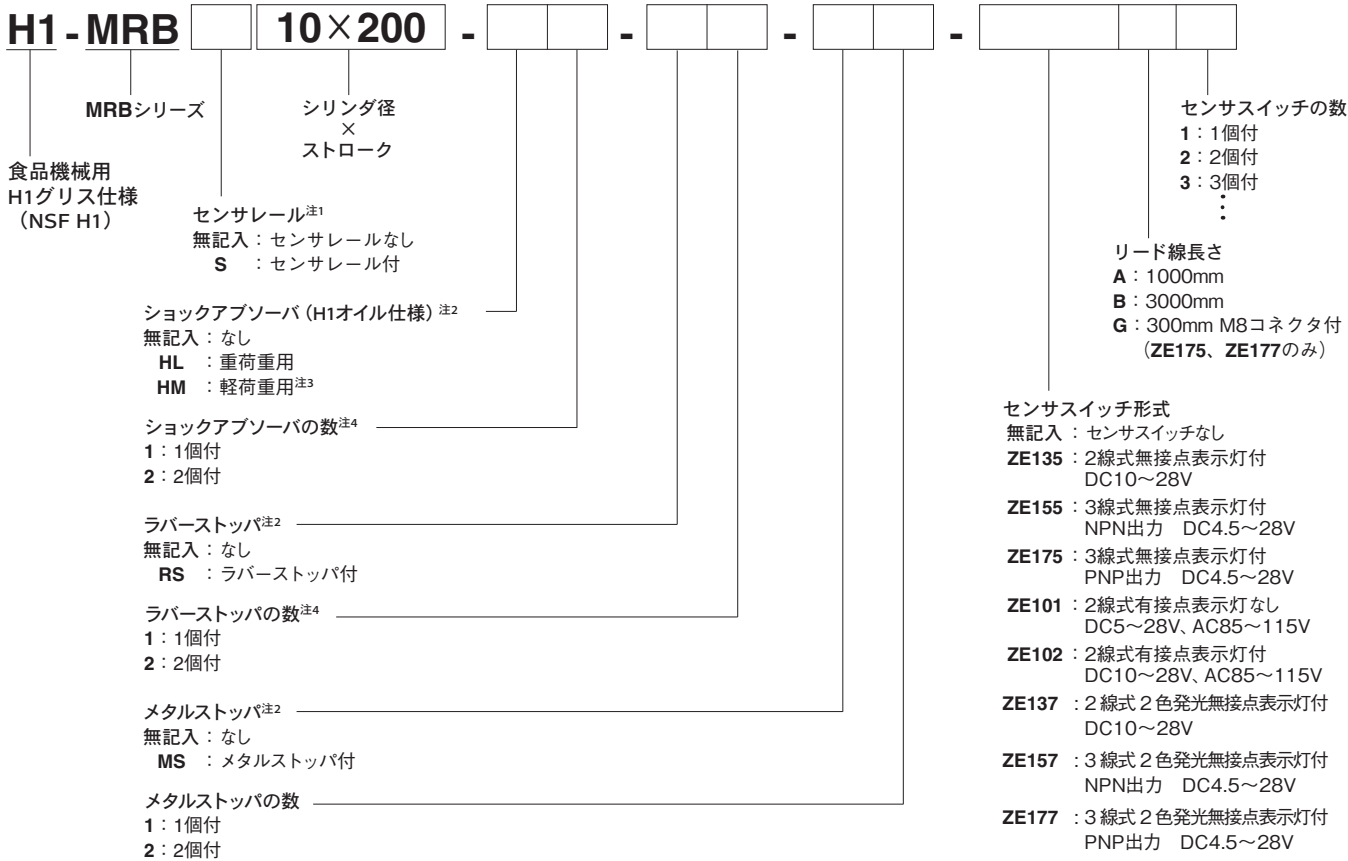 H1-MRB 10×200 - - - -
MRBシリーズ
シリンダ径
×
ストローク
センサスイッチの数
1：1個付
2：2個付
3：3個付
⋮
食品機械用
H1グリス仕様
（NSF H1）
センサレール注1
無記入：センサレールなし
S ：センサレール付
リード線長さ
A：1000mm
B：3000mm
G：300mm M8コネクタ付
（ZE175、ZE177のみ）
ショックアブソーバ（H1オイル仕様）注2
無記入：なし
HL ：重荷重用
HM ：軽荷重用注3
ショックアブソーバの数注4
1：1個付
2：2個付
ラバーストッパ注2
無記入：なし
RS ：ラバーストッパ付
ラバーストッパの数注4
1：1個付
2：2個付
メタルストッパ注2
無記入：なし
MS ：メタルストッパ付
メタルストッパの数
1：1個付
2：2個付
センサスイッチ形式
無記入：センサスイッチなし
ZE135：2線式無接点表示灯付
DC10〜28V
ZE155：3線式無接点表示灯付
NPN出力 DC4.5〜28V
ZE175：3線式無接点表示灯付
PNP出力 DC4.5〜28V
ZE101：2線式有接点表示灯なし
DC5〜28V、AC85〜115V
ZE102：2線式有接点表示灯付
DC10〜28V、AC85〜115V
ZE137：2線式2色発光無接点表示灯付
DC10〜28V
ZE157：3線式2色発光無接点表示灯付
NPN出力 DC4.5〜28V
ZE177：3線式2色発光無接点表示灯付
PNP出力 DC4.5〜28V